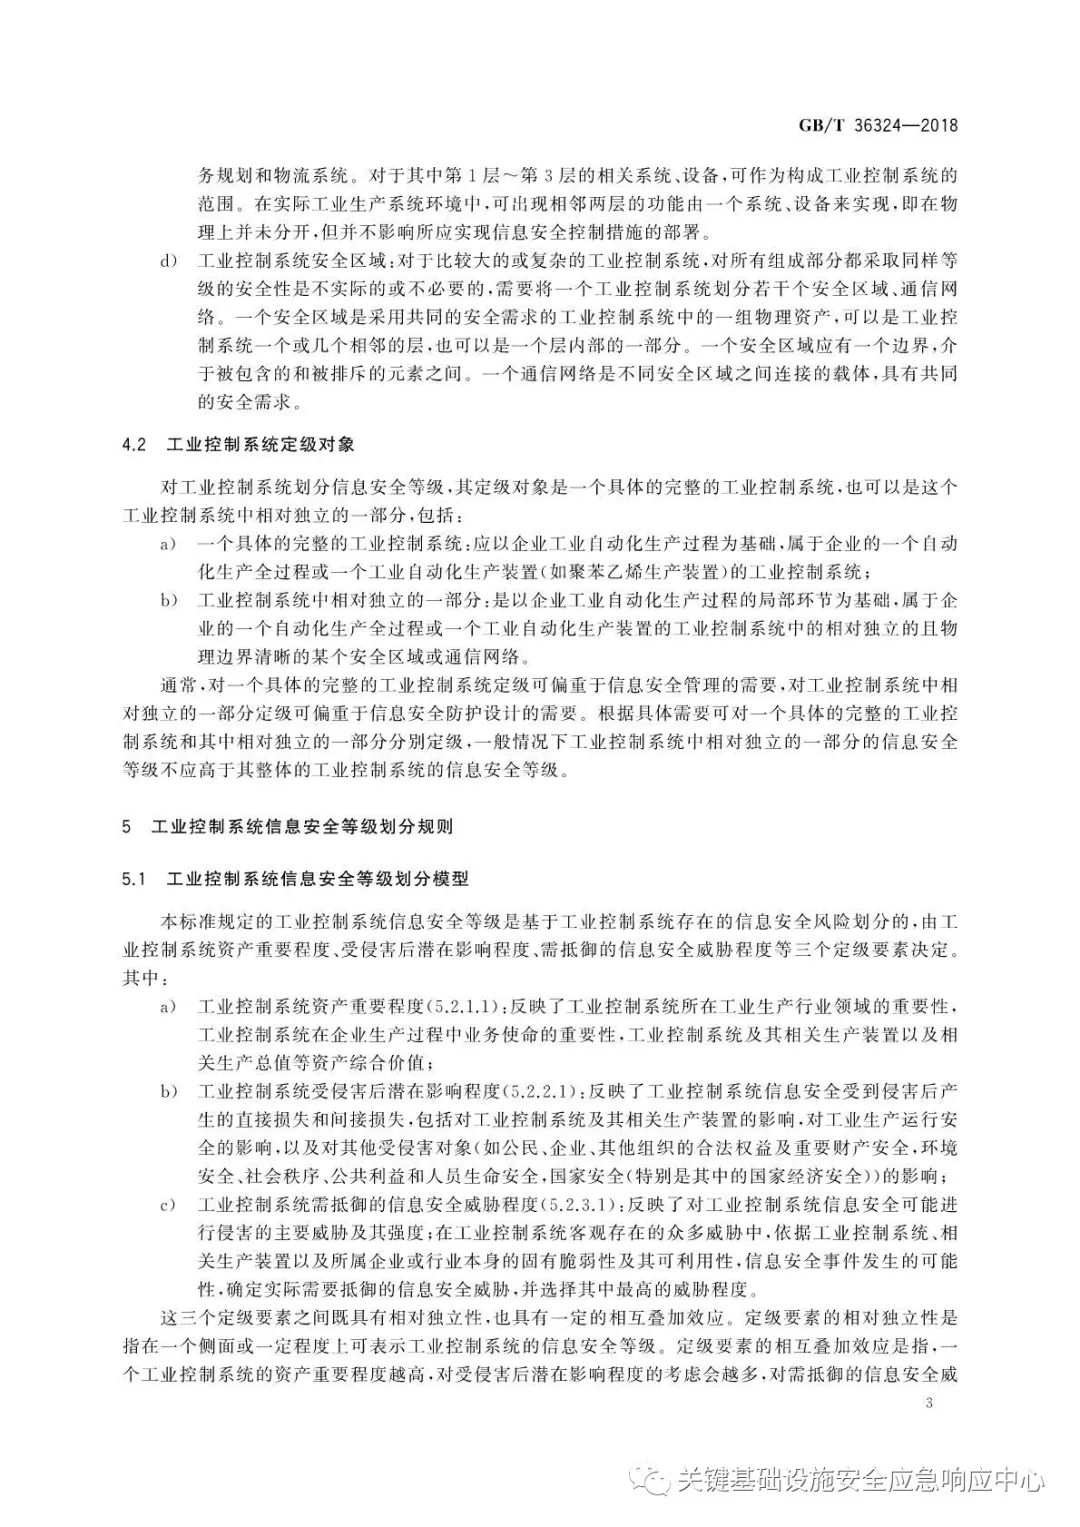 GB/T 36324—2018
务规划和物流系统。对于其中第1层～第3层的相关系统、设备,可作为构成工业控制系统的
范围。在实际工业生产系统环境中,可出现相邻两层的功能由一个系统、设备来实现,即在物
理上并未分开,但并不影响所应实现信息安全控制措施的部署。
d) 工业控制系统安全区域:对于比较大的或复杂的工业控制系统,对所有组成部分都采取同样等
级的安全性是不实际的或不必要的,需要将一个工业控制系统划分若干个安全区域、通信网
络。一个安全区域是采用共同的安全需求的工业控制系统中的一组物理资产,可以是工业控
制系统一个或几个相邻的层,也可以是一个层内部的一部分。一个安全区域应有一个边界,介
于被包含的和被排斥的元素之间。一个通信网络是不同安全区域之间连接的载体,具有共同
的安全需求。
4.2 工业控制系统定级对象
对工业控制系统划分信息安全等级,其定级对象是一个具体的完整的工业控制系统,也可以是这个
工业控制系统中相对独立的一部分,包括:
a) 一个具体的完整的工业控制系统:应以企业工业自动化生产过程为基础,属于企业的一个自动
化生产全过程或一个工业自动化生产装置(如聚苯乙烯生产装置)的工业控制系统;
b) 工业控制系统中相对独立的一部分:是以企业工业自动化生产过程的局部环节为基础,属于企
业的一个自动化生产全过程或一个工业自动化生产装置的工业控制系统中的相对独立的且物
理边界清晰的某个安全区域或通信网络。
通常,对一个具体的完整的工业控制系统定级可偏重于信息安全管理的需要,对工业控制系统中相
对独立的一部分定级可偏重于信息安全防护设计的需要。根据具体需要可对一个具体的完整的工业控
制系统和其中相对独立的一部分分别定级,一般情况下工业控制系统中相对独立的一部分的信息安全
等级不应高于其整体的工业控制系统的信息安全等级。
5 工业控制系统信息安全等级划分规则
5.1 工业控制系统信息安全等级划分模型
本标准规定的工业控制系统信息安全等级是基于工业控制系统存在的信息安全风险划分的,由工
业控制系统资产重要程度、受侵害后潜在影响程度、需抵御的信息安全威胁程度等三个定级要素决定。
其中:
a) 工业控制系统资产重要程度(5.2.1.1):反映了工业控制系统所在工业生产行业领域的重要性,
工业控制系统在企业生产过程中业务使命的重要性,工业控制系统及其相关生产装置以及相
关生产总值等资产综合价值;
b) 工业控制系统受侵害后潜在影响程度(5.2.2.1):反映了工业控制系统信息安全受到侵害后产
生的直接损失和间接损失,包括对工业控制系统及其相关生产装置的影响,对工业生产运行安
全的影响,以及对其他受侵害对象(如公民、企业、其他组织的合法权益及重要财产安全,环境
安全、社会秩序、公共利益和人员生命安全,国家安全(特别是其中的国家经济安全))的影响;
c) 工业控制系统需抵御的信息安全威胁程度(5.2.3.1):反映了对工业控制系统信息安全可能进
行侵害的主要威胁及其强度;在工业控制系统客观存在的众多威胁中,依据工业控制系统、相
关生产装置以及所属企业或行业本身的固有脆弱性及其可利用性,信息安全事件发生的可能
性,确定实际需要抵御的信息安全威胁,并选择其中最高的威胁程度。
这三个定级要素之间既具有相对独立性,也具有一定的相互叠加效应。定级要素的相对独立性是
指在一个侧面或一定程度上可表示工业控制系统的信息安全等级。定级要素的相互叠加效应是指,一
个工业控制系统的资产重要程度越高,对受侵害后潜在影响程度的考虑会越多,对需抵御的信息安全威
3
关键基础设施安全应急响应中心